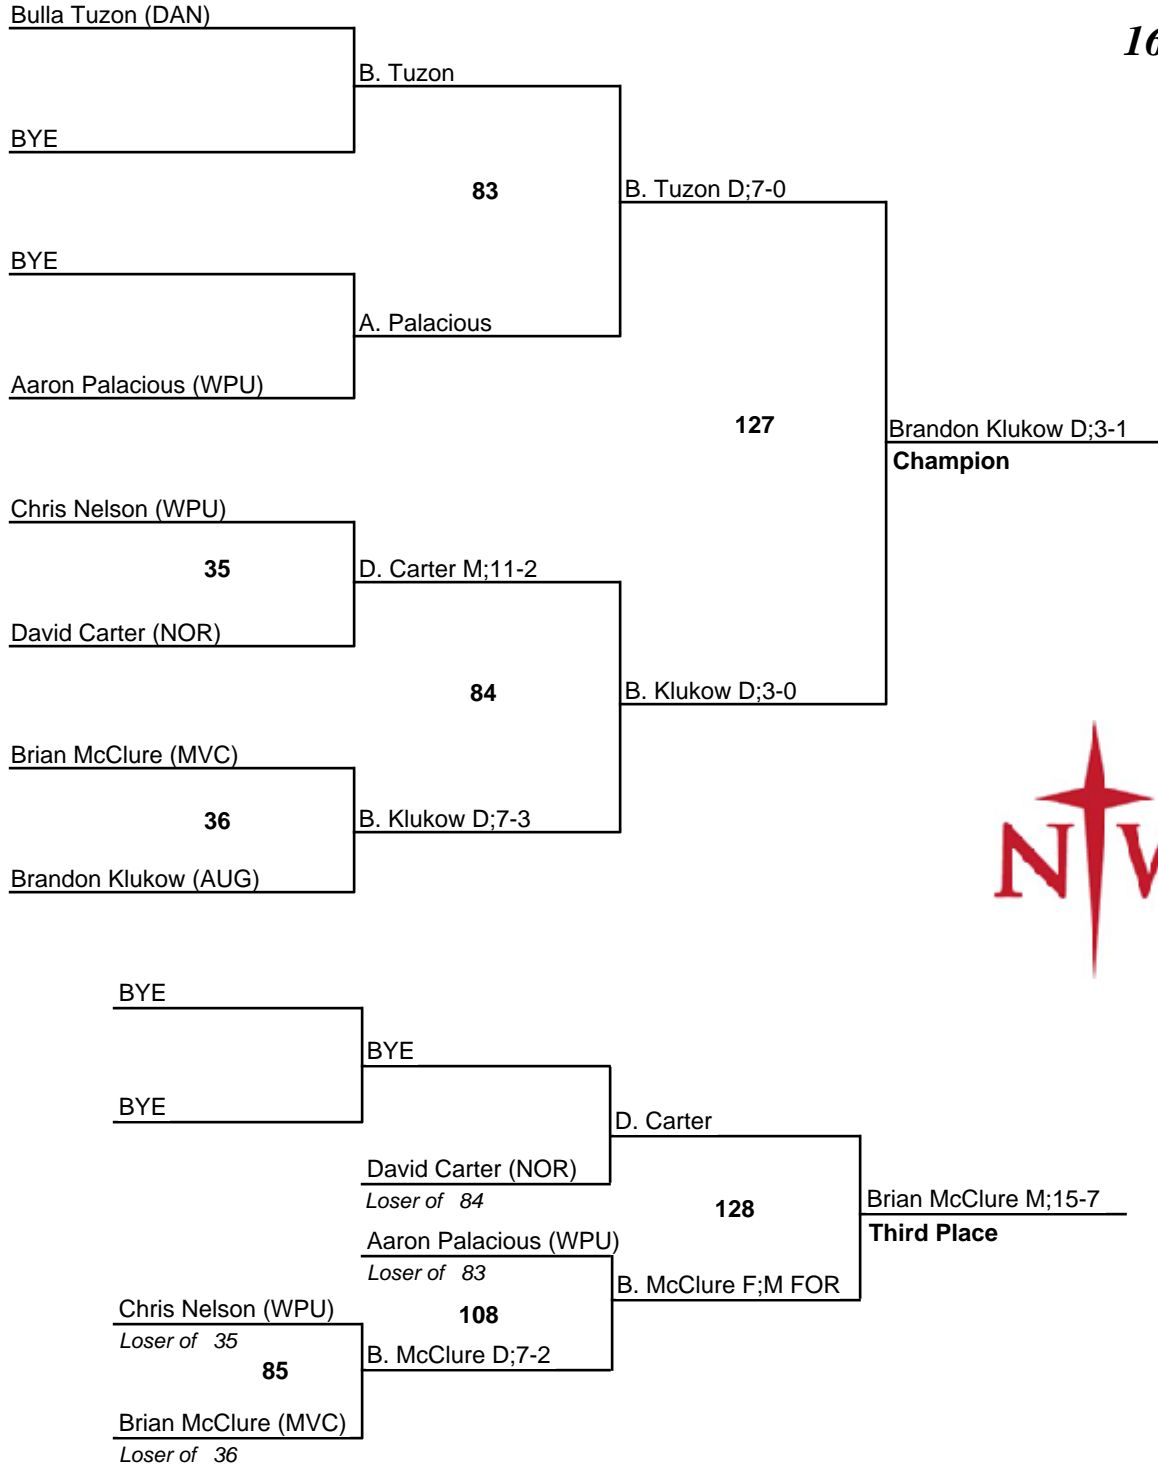 Bulla Tuzon (DAN)
16
B. Tuzon
BYE
83
B. Tuzon D;7-0
BYE
A. Palacious
Aaron Palacious (WPU)
127
Brandon Klukow D;3-1
Champion
Chris Nelson (WPU)
35
D. Carter M;11-2
David Carter (NOR)
84
B. Klukow D;3-0
Brian McClure (MVC)
36
B. Klukow D;7-3
Brandon Klukow (AUG)
N W
BYE
BYE
BYE
D. Carter
David Carter (NOR)
Loser of 84
128
Brian McClure M;15-7
Third Place
Aaron Palacious (WPU)
Loser of 83
B. McClure F;M FOR
108
Chris Nelson (WPU)
Loser of 35
B. McClure D;7-2
85
Brian McClure (MVC)
Loser of 36